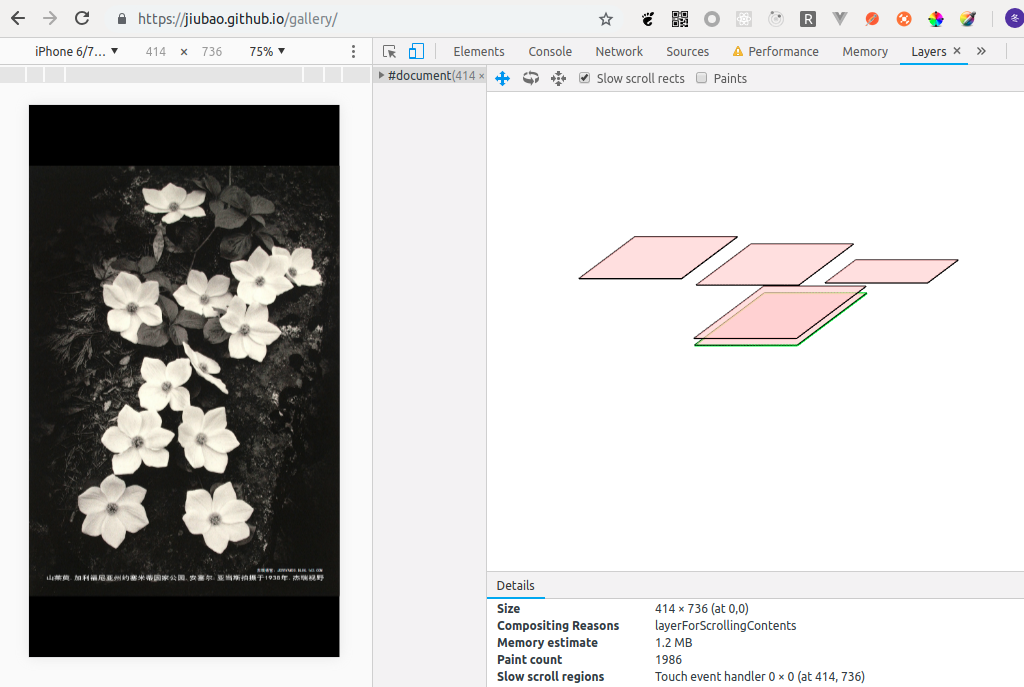 https://jiubao.github.io/gallery/
R
冬
iPhone 6/7… ▼ 414 × 736 75% ▼
Elements Console Network Sources Performance Memory Layers × »
#document(414 ×
Slow scroll rects Paints
山茱萸.加利福尼亚州约塞米蒂国家公园.安塞尔.亚当斯拍摄于1938年.杰瑞视野
Details
Size 414 × 736 (at 0,0)
Compositing Reasons layerForScrollingContents
Memory estimate 1.2 MB
Paint count 1986
Slow scroll regions Touch event handler 0 × 0 (at 414, 736)